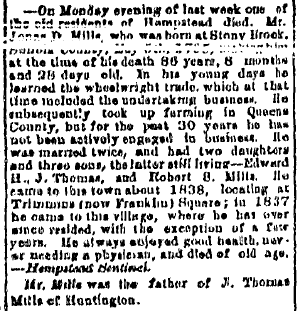 —On Monday evening of last week one of
the old residents of Hempstead died. Mr.
Jonas D. Mills, who was born at Stony Brook,
Suffolk County,
at the time of his death 86 years, 8 months
and 28 days old. In his young days he
learned the wheelwright trade, which at that
time included the undertaking business. He
subsequently took up farming in Queens
County, but for the past 30 years he has
not been actively engaged in business. He
was married twice, and had two daughters
and three sons, the latter still living—Edward
H., J. Thomas, and Robert S. Mills. He
came to this town about 1838, locating at
Trimmons (now Franklin) Square; in 1837
he came to this village, where he has ever
since resided, with the exception of a few
years. He always enjoyed good health, nev-
er needing a physician, and died of old age.
—Hempstead Sentinel.
Mr. Mills was the father of J. Thomas
Mills of Huntington.